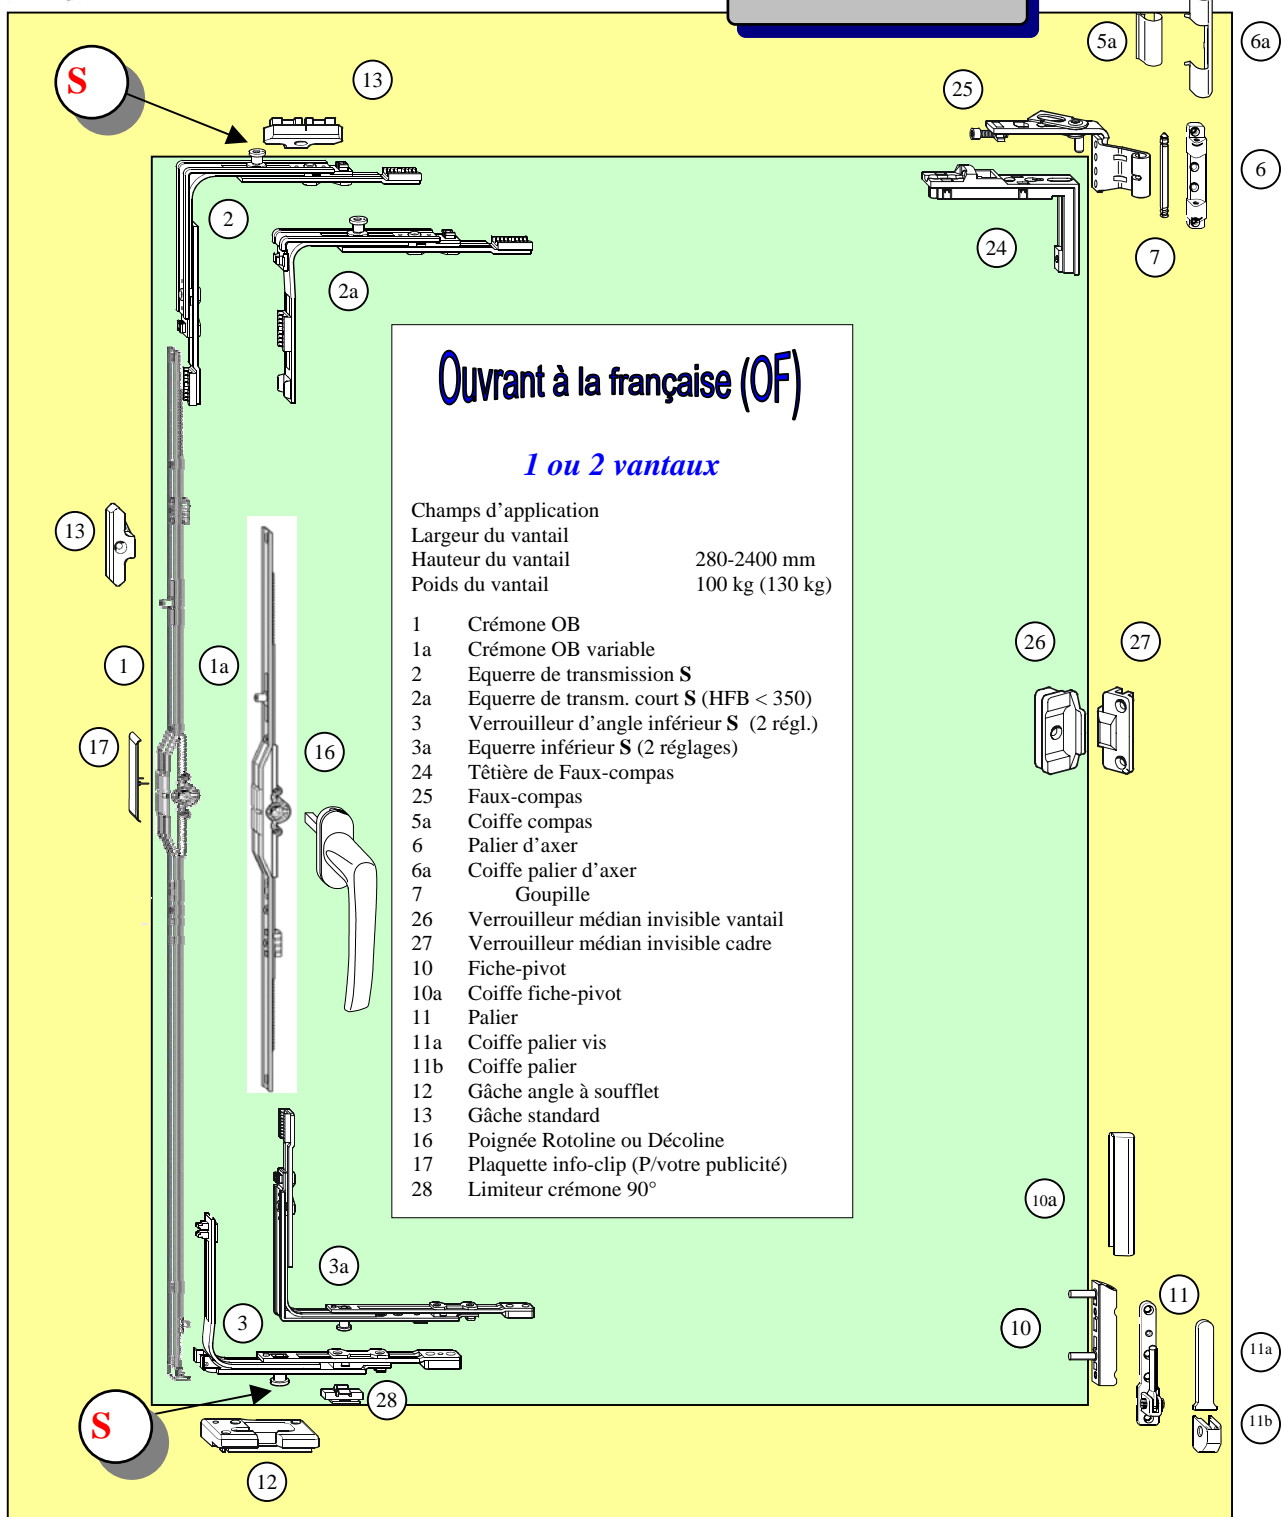 5a
6a
S
13
25
6
2
24
7
2a
Ouvrant à la française (OF)
1 ou 2 vantaux
Champs d’application
Largeur du vantail
Hauteur du vantail 280-2400 mm
Poids du vantail 100 kg (130 kg)
1 Crémone OB
1a Crémone OB variable
2 Equerre de transmission S
2a Equerre de transm. court S (HFB < 350)
3 Verrouilleur d’angle inférieur S (2 régl.)
3a Equerre inférieur S (2 réglages)
24 Têtière de Faux-compas
25 Faux-compas
5a Coiffe compas
6 Palier d’axer
6a Coiffe palier d’axer
7 Goupille
26 Verrouilleur médian invisible vantail
27 Verrouilleur médian invisible cadre
10 Fiche-pivot
10a Coiffe fiche-pivot
11 Palier
11a Coiffe palier vis
11b Coiffe palier
12 Gâche angle à soufflet
13 Gâche standard
16 Poignée Rotoline ou Décoline
17 Plaquette info-clip (P/votre publicité)
28 Limiteur crémone 90°
13
1
1a
26
27
17
16
10a
3a
11
3
10
11a
28
S
11b
12